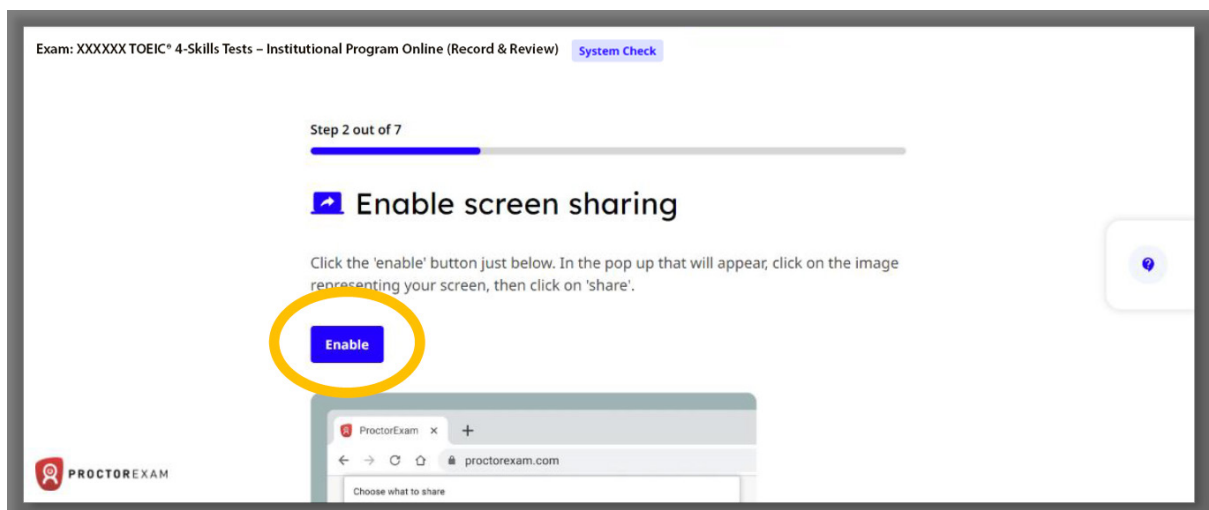 Exam: XXXXXX TOEIC® 4-Skills Tests – Institutional Program Online (Record & Review) System Check
Step 2 out of 7
Enable screen sharing
Click the 'enable' button just below. In the pop up that will appear, click on the image
representing your screen, then click on 'share'.
Enable
ProctorExam × +
proctorexam.com
Choose what to share
PROCTOREXAM